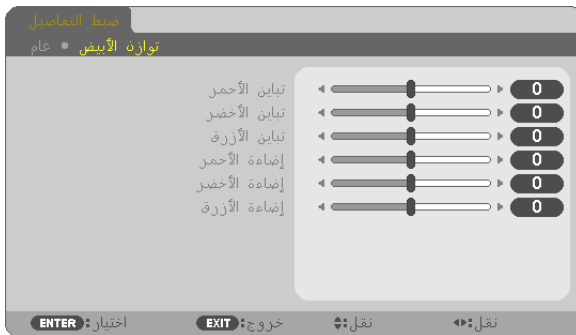 ضبط التفاصيل
عام ● توازن الأبيض
تباين الأحمر 0
تباين الأخضر 0
تباين الأزرق 0
إضاءة الأحمر 0
إضاءة الأخضر 0
إضاءة الأزرق 0
ENTER :اختيار EXIT :خروج نقل: نقل: